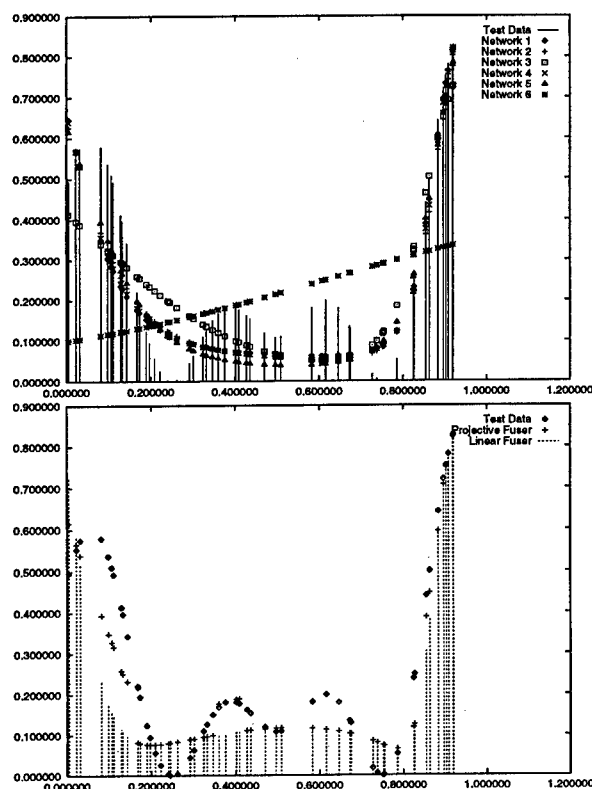 0.900000
0.800000
0.700000
0.600000
0.500000
0.400000
0.300000
0.200000
0.100000
0.000000
Test Data
Network 1
Network 2
Network 3
Network 4
Network 5
Network 6
0.000000 0.200000 0.400000 0.600000 0.800000 1.000000 1.200000
0.900000
0.800000
0.700000
0.600000
0.500000
0.400000
0.300000
0.200000
0.100000
0.000000
Test Data
Projective Fuser
Linear Fuser
0.000000 0.200000 0.400000 0.600000 0.800000 1.000000 1.200000